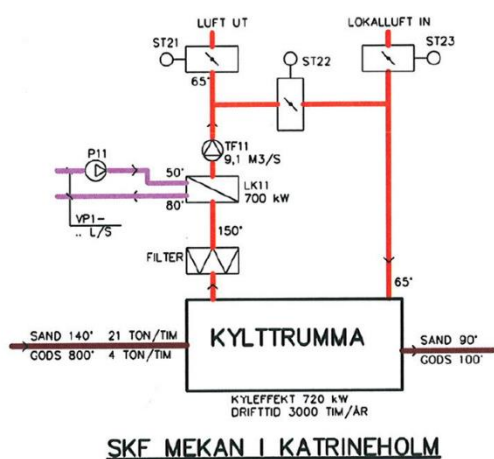 LUFT UT
LOKALLUFT IN
ST21
ST22
ST23
65°
TF11
9,1 M3/S
P11
50°
LK11
700 kW
80°
VP1-
.. L/S
150°
FILTER
65°
KYLTTRUMMA
SAND 140° 21 TON/TIM
GODS 800° 4 TON/TIM
SAND 90°
GODS 100°
KYLEFFEKT 720 kW
DRIFTTID 3000 TIM/ÅR
SKF MEKAN I KATRINEHOLM